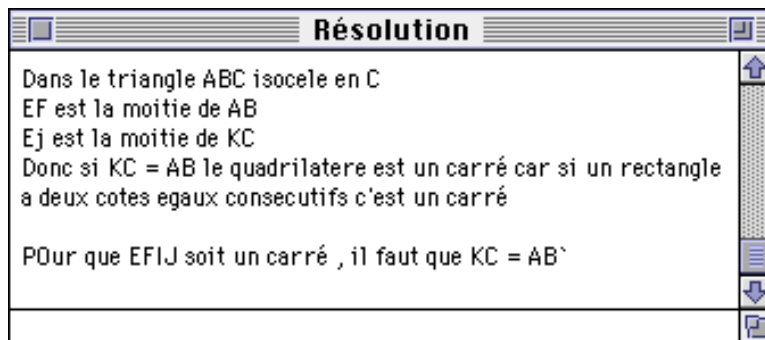 Résolution
Dans le triangle ABC isocele en C
EF est la moitie de AB
Ej est la moitie de KC
Donc si KC = AB le quadrilatere est un carré car si un rectangle
a deux cotes egaux consecutifs c'est un carré
POur que EFIJ soit un carré , il faut que KC = AB`